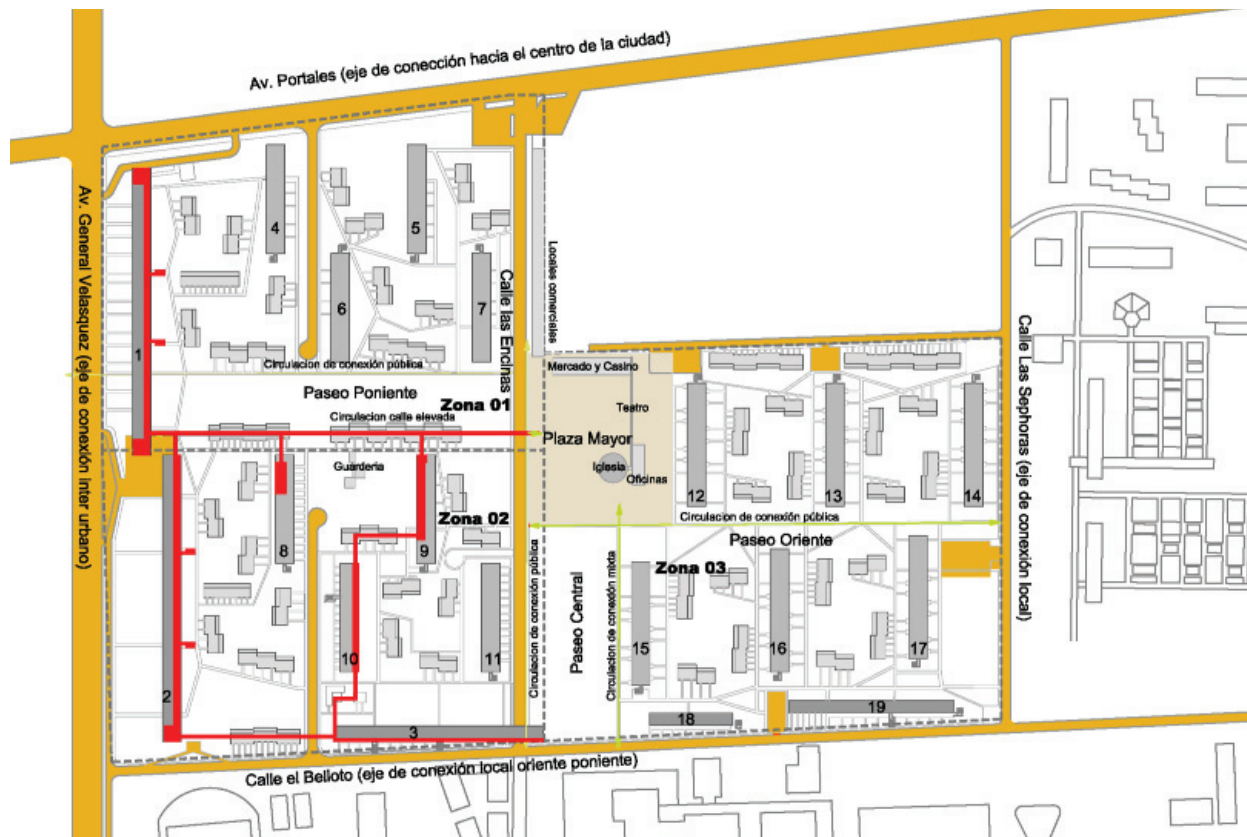 Av. Portales (eje de conección hacia el centro de la ciudad)
Av. General Velasquez (eje de conexión inter urbano)
4
5
6
7
1
Calle las Encinas
Locales comerciales
Circulación de conexión pública
Paseo Poniente
Zona 01
Circulacion calle elevada
Mercado y Casino
Teatro
Plaza Mayor
Iglesia
Oficinas
12
13
14
Calle Las Sephoras (eje de conexión local)
Guarderia
Zona 02
8
9
Circulacion de conexión pública
Paseo Oriente
Zona 03
2
10
11
Circulación de conexión pública
Paseo Central
Circulación de conexión mixta
15
16
17
3
18
19
Calle el Belloto (eje de conexión local oriente poniente)